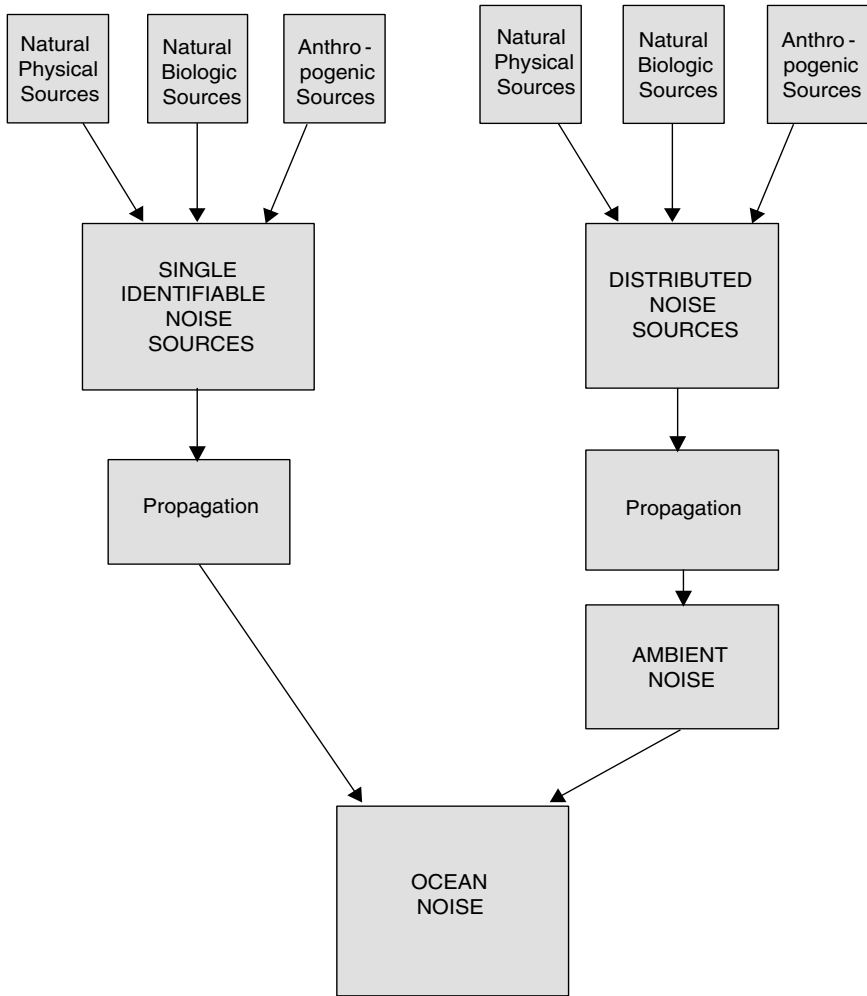 Natural
Physical
Sources
Natural
Biologic
Sources
Anthro -
pogenic
Sources
Natural
Physical
Sources
Natural
Biologic
Sources
Anthro -
pogenic
Sources
SINGLE
IDENTIFIABLE
NOISE
SOURCES
DISTRIBUTED
NOISE
SOURCES
Propagation
Propagation
AMBIENT
NOISE
OCEAN
NOISE